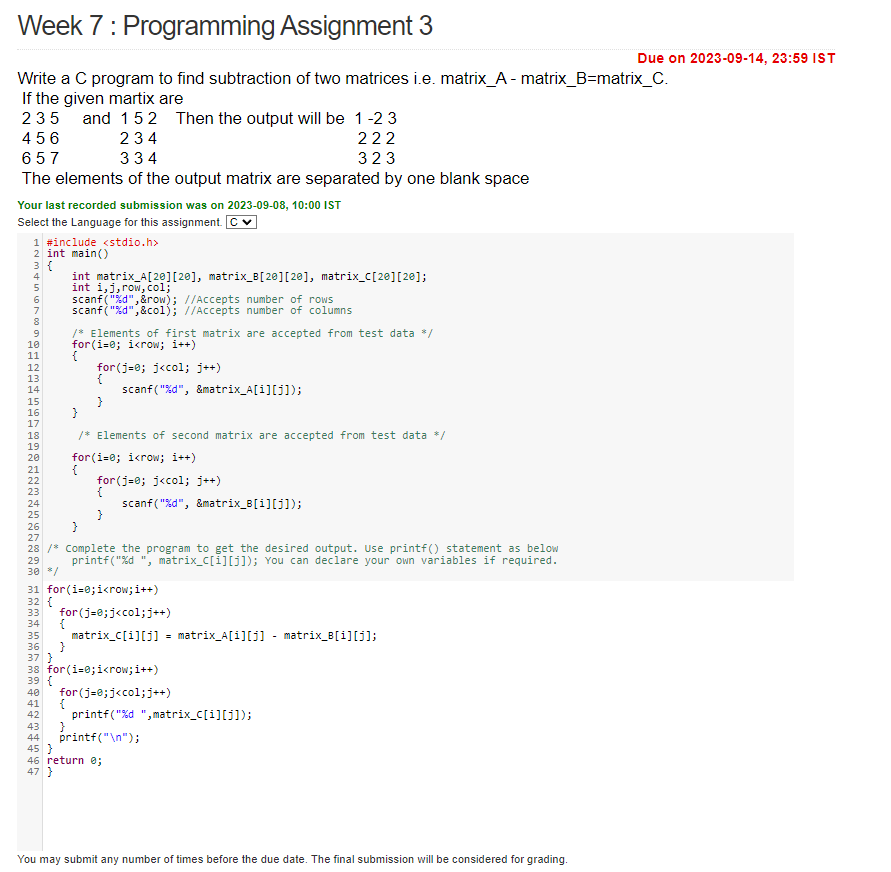 Week 7 : Programming Assignment 3
Due on 2023-09-14, 23:59 IST
Write a C program to find subtraction of two matrices i.e. matrix_A - matrix_B=matrix_C.
If the given martix are
2 3 5 and 1 5 2 Then the output will be 1 -2 3
4 5 6 2 3 4 2 2 2
6 5 7 3 3 4 3 2 3
The elements of the output matrix are separated by one blank space
Your last recorded submission was on 2023-09-08, 10:00 IST
Select the Language for this assignment. C
1 #include <stdio.h>
2 int main()
3 {
4 int matrix_A[20][20], matrix_B[20][20], matrix_C[20][20];
5 int i,j,row,col;
6 scanf("%d",&row); //Accepts number of rows
7 scanf("%d",&col); //Accepts number of columns
8
9 /* Elements of first matrix are accepted from test data */
10 for(i=0; i<row; i++)
11 {
12 for(j=0; j<col; j++)
13 {
14 scanf("%d", &matrix_A[i][j]);
15 }
16 }
17
18 /* Elements of second matrix are accepted from test data */
19
20 for(i=0; i<row; i++)
21 {
22 for(j=0; j<col; j++)
23 {
24 scanf("%d", &matrix_B[i][j]);
25 }
26 }
27
28 /* Complete the program to get the desired output. Use printf() statement as below
29 printf("%d ", matrix_C[i][j]); You can declare your own variables if required.
30 */
31 for(i=0;i<row;i++)
32 {
33 for(j=0;j<col;j++)
34 {
35 matrix_C[i][j] = matrix_A[i][j] - matrix_B[i][j];
36 }
37 }
38 for(i=0;i<row;i++)
39 {
40 for(j=0;j<col;j++)
41 {
42 printf("%d ",matrix_C[i][j]);
43 }
44 printf("\n");
45 }
46 return 0;
47 }
You may submit any number of times before the due date. The final submission will be considered for grading.